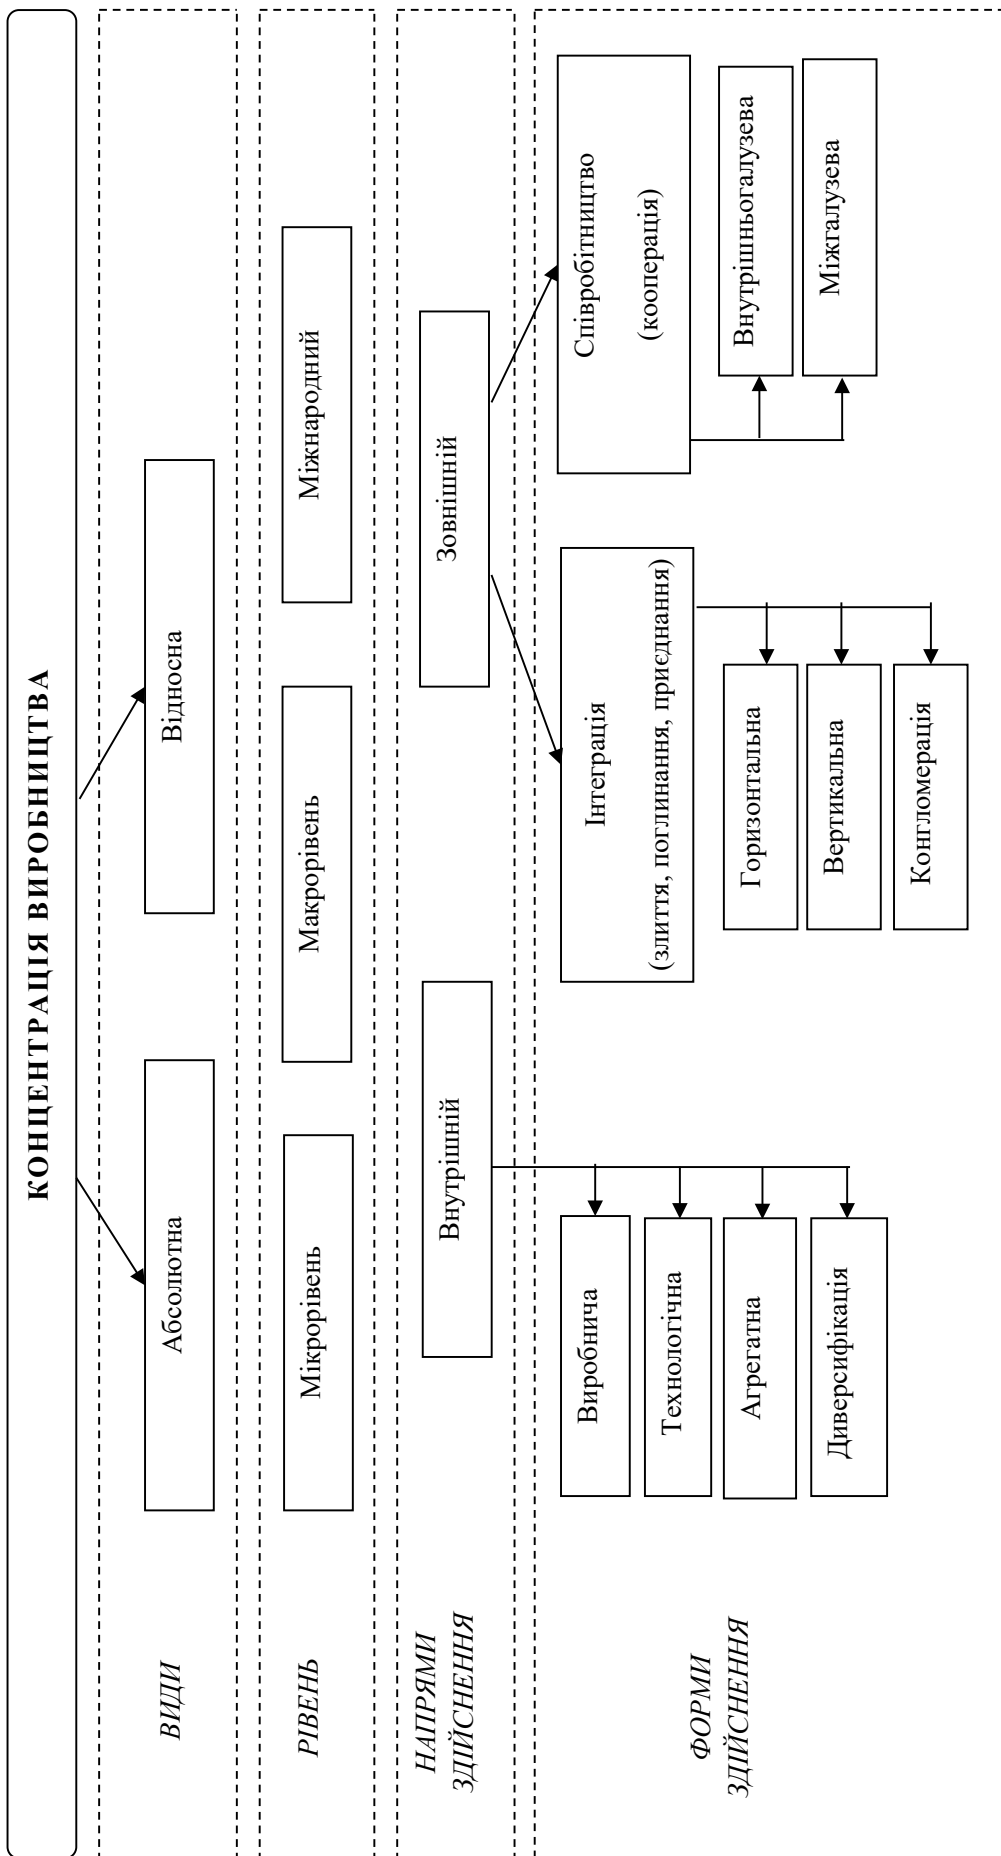 КОНЦЕНТРАЦІЯ ВИРОБНИЦТВА
ВИДИ
Абсолютна
Відносна
РІВЕНЬ
Мікрорівень
Макрорівень
Міжнародний
НАПРЯМИ
ЗДІЙСНЕННЯ
Внутрішній
Зовнішній
ФОРМИ
ЗДІЙСНЕННЯ
Виробнича
Технологічна
Агрегатна
Диверсифікація
Інтеграція
(злиття, поглинання, приєднання)
Горизонтальна
Вертикальна
Конгломерація
Співробітництво
(кооперація)
Внутрішньогалузева
Міжгалузева